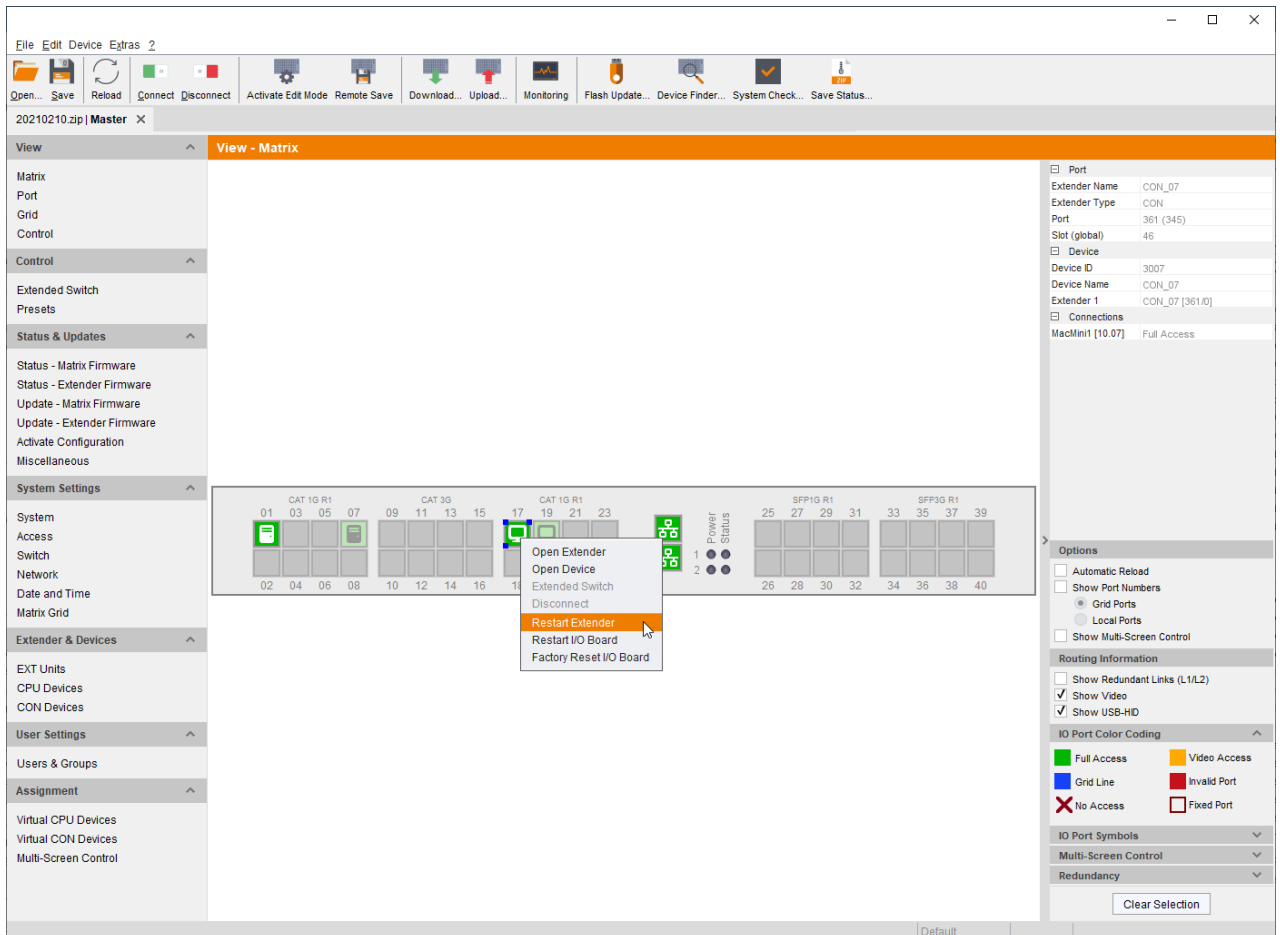 File Edit Device Extras ?
Open... Save Reload Connect Disconnect Activate Edit Mode Remote Save Download... Upload... Monitoring Flash Update... Device Finder... System Check... Save Status...
ZIP
20210210.zip | Master
View
Matrix
Port
Grid
Control
Control
Extended Switch
Presets
Status & Updates
Status - Matrix Firmware
Status - Extender Firmware
Update - Matrix Firmware
Update - Extender Firmware
Activate Configuration
Miscellaneous
System Settings
System
Access
Switch
Network
Date and Time
Matrix Grid
Extender & Devices
EXT Units
CPU Devices
CON Devices
User Settings
Users & Groups
Assignment
Virtual CPU Devices
Virtual CON Devices
Multi-Screen Control
View - Matrix
CAT 1G R1 CAT 3G CAT 1G R1 SFP1G R1 SFP3G R1
01 03 05 07 09 11 13 15 17 19 21 23 25 27 29 31 33 35 37 39
Power
Status
1
2
02 04 06 08 10 12 14 16 26 28 30 32 34 36 38 40
Open Extender
Open Device
Extended Switch
Disconnect
Restart Extender
Restart I/O Board
Factory Reset I/O Board
Port
Extender Name CON_07
Extender Type CON
Port 361 (345)
Slot (global) 46
Device
Device ID 3007
Device Name CON_07
Extender 1 CON_07 [361/0]
Connections
MacMini1 [10.07] Full Access
Options
Automatic Reload
Show Port Numbers
Grid Ports
Local Ports
Show Multi-Screen Control
Routing Information
Show Redundant Links (L1/L2)
Show Video
Show USB-HID
IO Port Color Coding
Full Access Video Access
Grid Line Invalid Port
No Access Fixed Port
IO Port Symbols
Multi-Screen Control
Redundancy
Clear Selection
Default